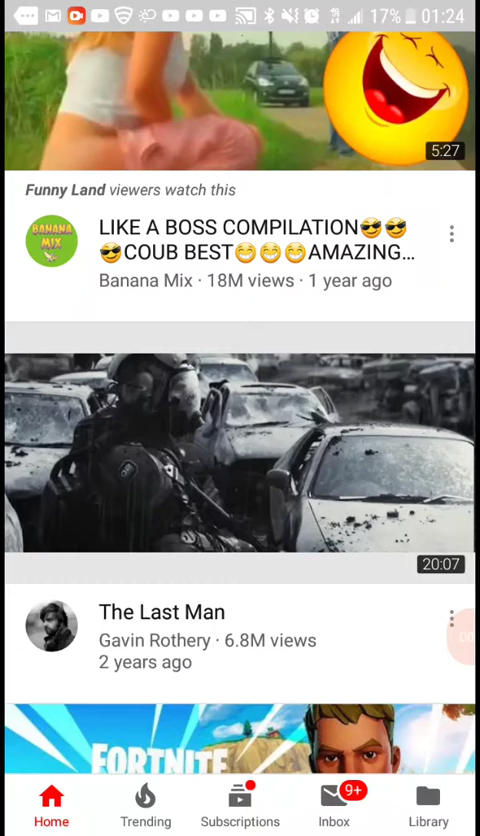 17% 01:24
5:27
Funny Land viewers watch this
BANANA
MIX
LIKE A BOSS COMPILATION😎😎
😎COUB BEST😁😁😁AMAZING...
Banana Mix · 18M views · 1 year ago
20:07
The Last Man
Gavin Rothery · 6.8M views
2 years ago
FORTNITE
9+
Home Trending Subscriptions Inbox Library